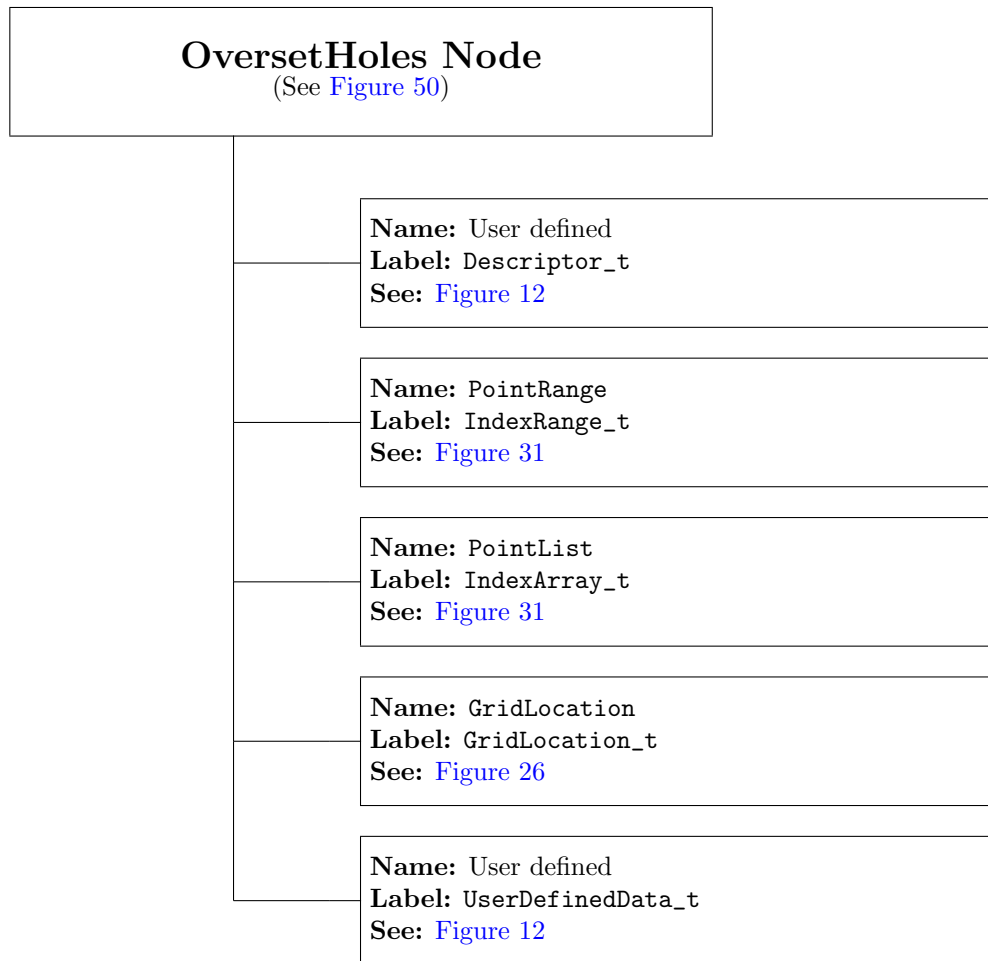 OversetHoles Node
(See Figure 50)
Name: User defined
Label: Descriptor_t
See: Figure 12
Name: PointRange
Label: IndexRange_t
See: Figure 31
Name: PointList
Label: IndexArray_t
See: Figure 31
Name: GridLocation
Label: GridLocation_t
See: Figure 26
Name: User defined
Label: UserDefinedData_t
See: Figure 12